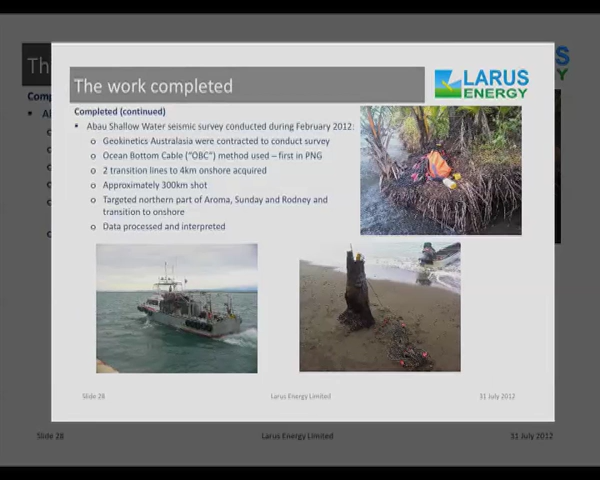 The work completed
LARUS
ENERGY
Completed (continued)
▪ Abau Shallow Water seismic survey conducted during February 2012:
o Geokinetics Australasia were contracted to conduct survey
o Ocean Bottom Cable ("OBC") method used – first in PNG
o 2 transition lines to 4km onshore acquired
o Approximately 300km shot
o Targeted northern part of Aroma, Sunday and Rodney and
transition to onshore
o Data processed and interpreted
Slide 28
Larus Energy Limited
31 July 2012
Slide 28
Larus Energy Limited
31 July 2012